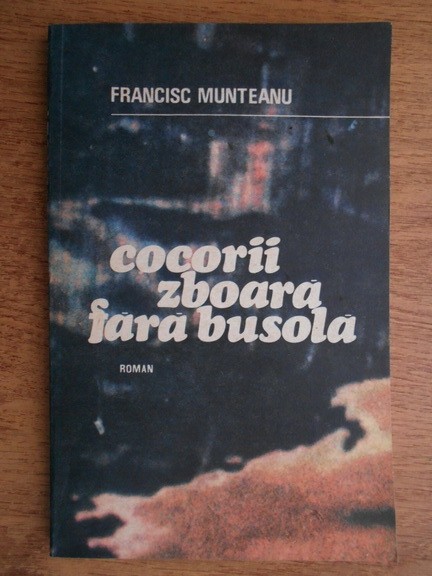 FRANCISC MUNTEANU
cocorii
zboară
fără busolă
ROMAN